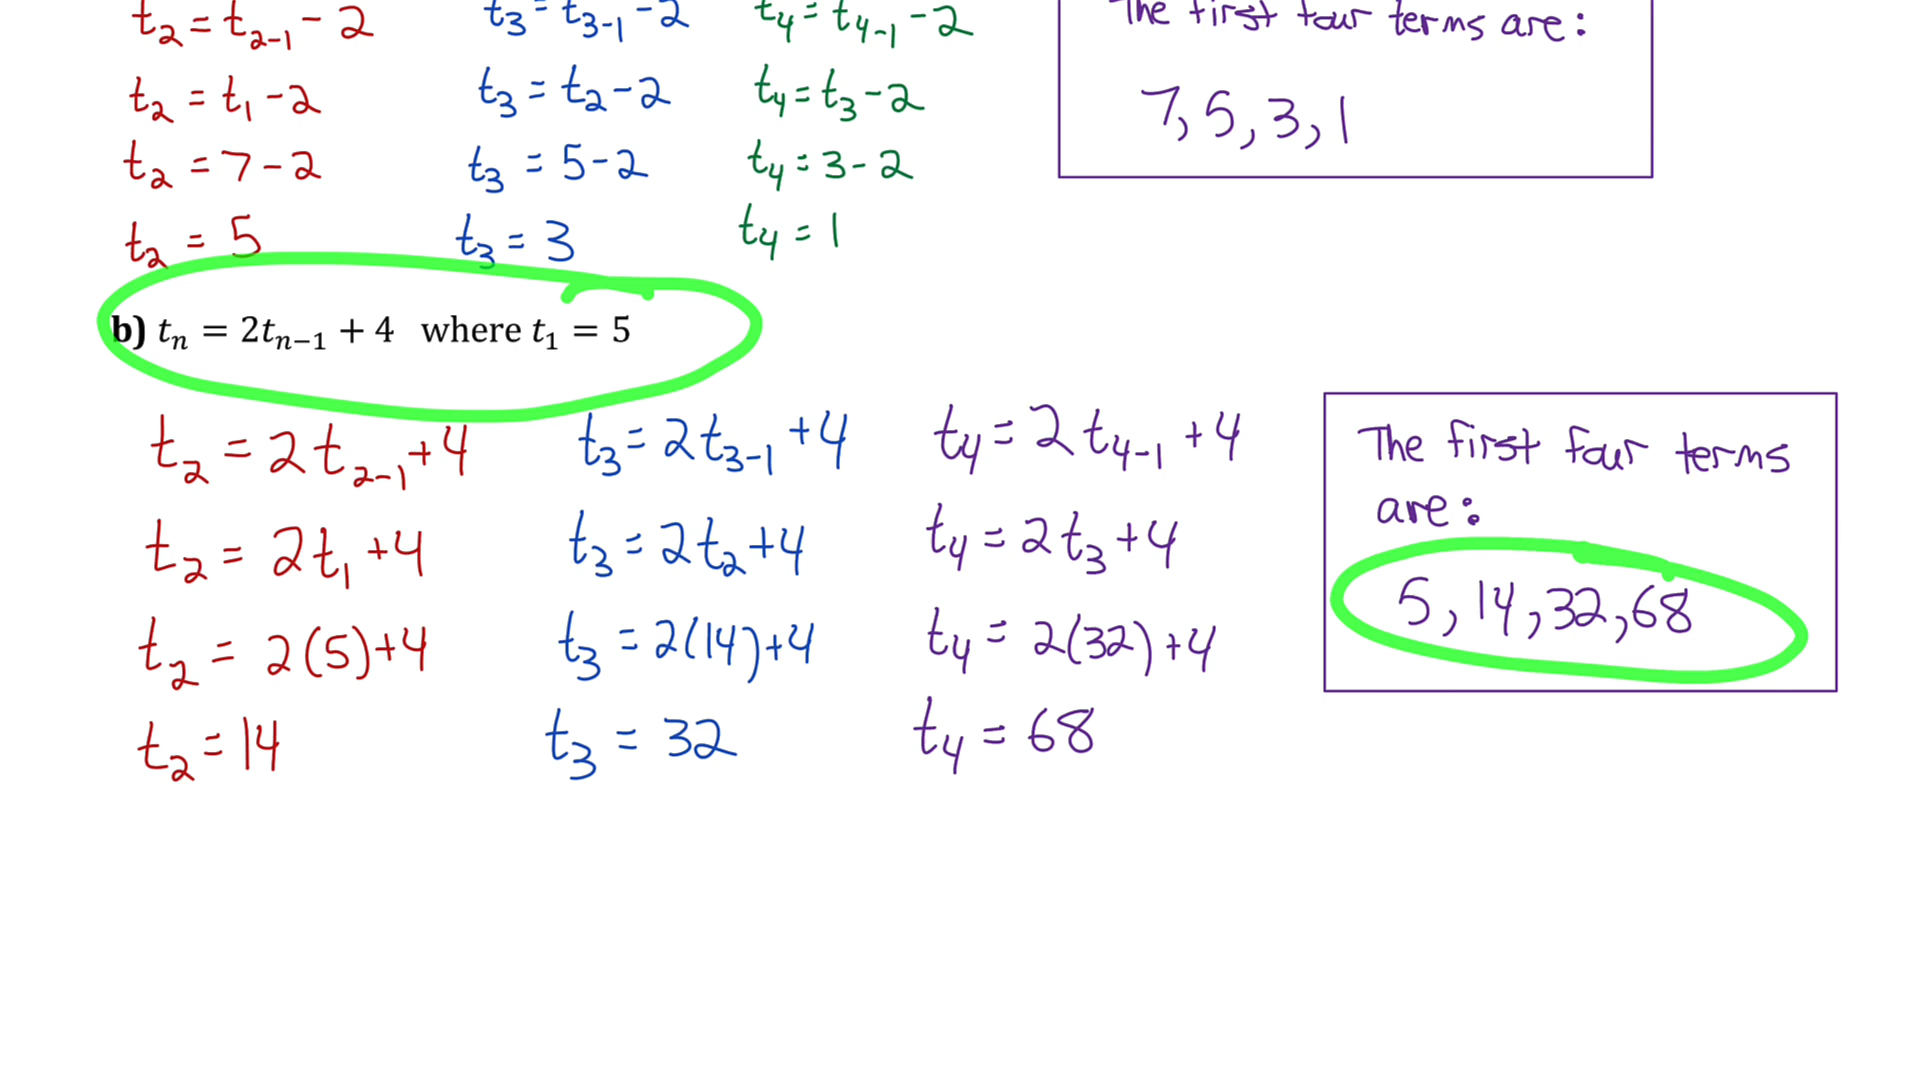 t₂ = t₂₋₁ - 2
t₂ = t₁ - 2
t₂ = 7 - 2
t₂ = 5
t₃ = t₃₋₁ - 2
t₃ = t₂ - 2
t₃ = 5 - 2
t₃ = 3
t₄ = t₄₋₁ - 2
t₄ = t₃ - 2
t₄ = 3 - 2
t₄ = 1
The first four terms are:
7, 5, 3, 1
b) tₙ = 2tₙ₋₁ + 4 where t₁ = 5
t₂ = 2t₂₋₁ + 4
t₂ = 2t₁ + 4
t₂ = 2(5) + 4
t₂ = 14
t₃ = 2t₃₋₁ + 4
t₃ = 2t₂ + 4
t₃ = 2(14) + 4
t₃ = 32
t₄ = 2t₄₋₁ + 4
t₄ = 2t₃ + 4
t₄ = 2(32) + 4
t₄ = 68
The first four terms
are:
5, 14, 32, 68